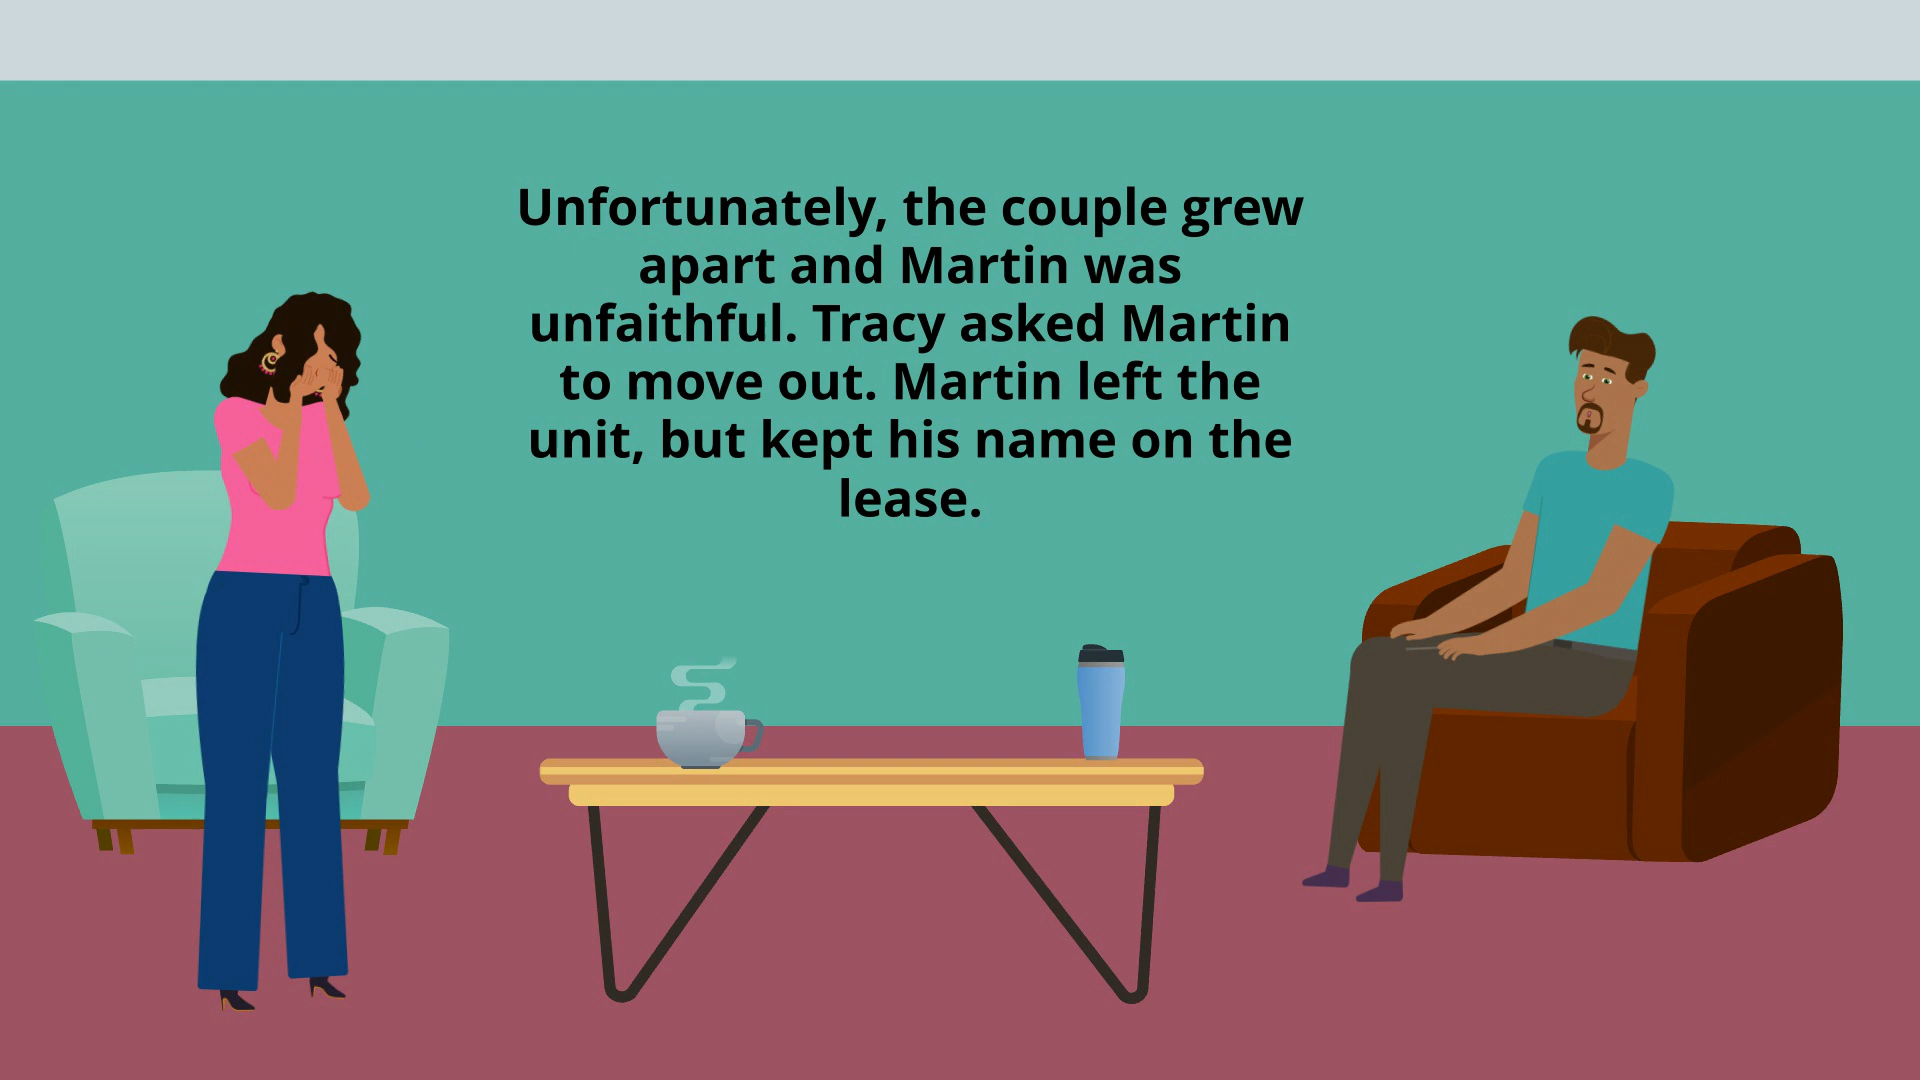 Unfortunately, the couple grew
apart and Martin was
unfaithful. Tracy asked Martin
to move out. Martin left the
unit, but kept his name on the
lease.